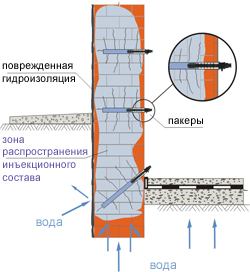 поврежденная
гидроизоляция
пакеры
зона
распространения
инъекционного
состава
вода
вода